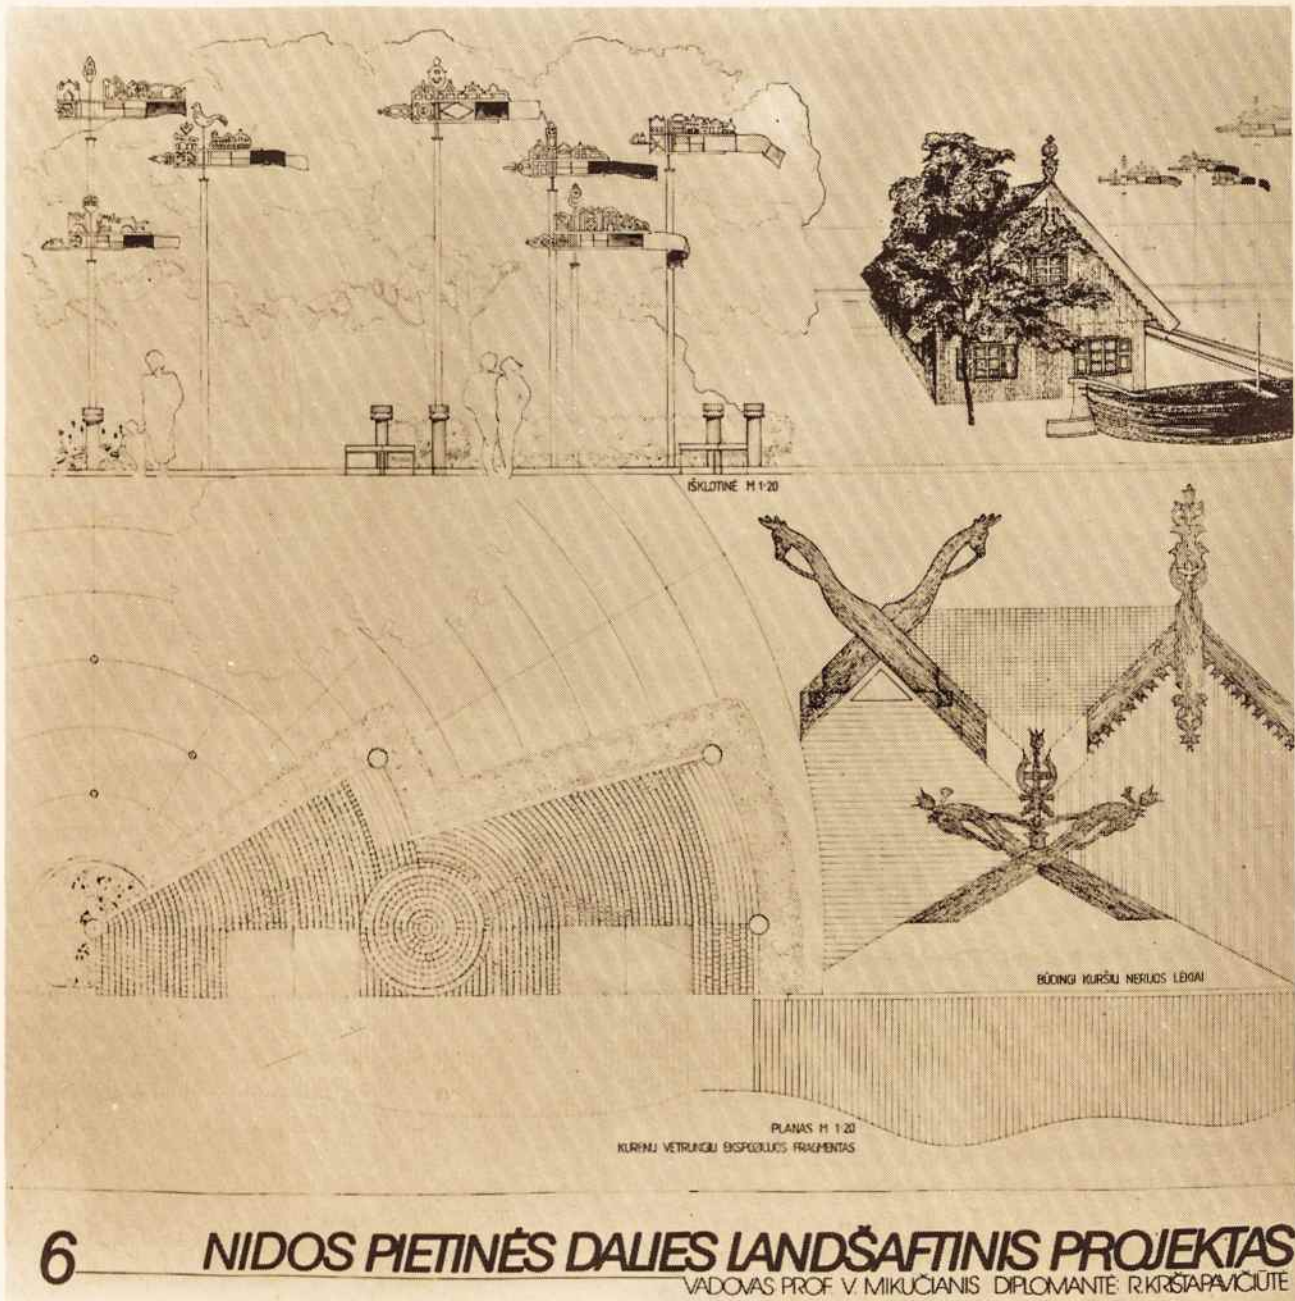 IŠKLOTINĖ M 1:20
BŪDINGI KURŠIŲ NERIJOS LĖKIAI
PLANAS M 1:20
KURĖNŲ VĖTRUNGIŲ EKSPOZICIJOS FRAGMENTAS
6 NIDOS PIETINĖS DALIES LANDŠAFTINIS PROJEKTAS
VADOVAS PROF. V. MIKUČIANIS DIPLOMANTĖ: R. KRIŠTAPAVIČIŪTĖ